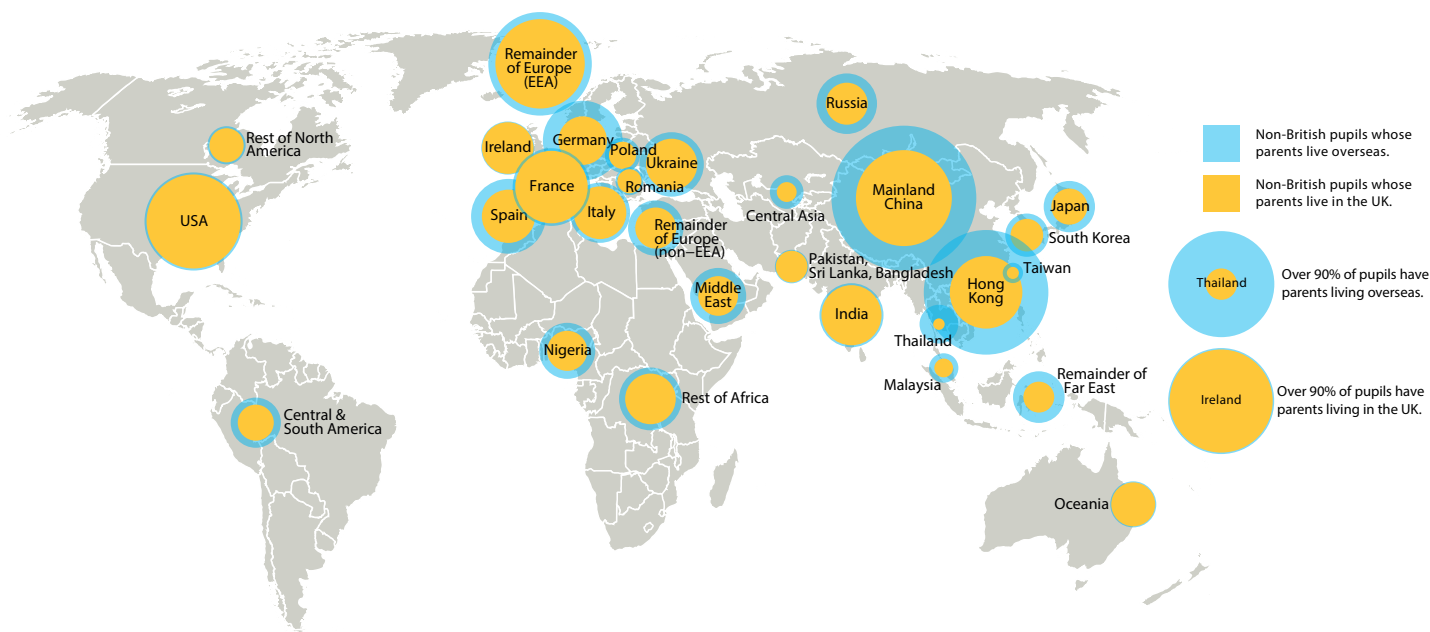 Remainder
of Europe
(EEA)
Russia
Rest of North
America
Ireland
Germany
Poland
Ukraine
France
Romania
USA
Spain
Italy
Remainder
of Europe
(non–EEA)
Central Asia
Mainland
China
Japan
South Korea
Pakistan,
Sri Lanka, Bangladesh
Taiwan
Middle
East
Hong
Kong
India
Thailand
Nigeria
Malaysia
Remainder of
Far East
Rest of Africa
Central &
South America
Oceania
Non-British pupils whose
parents live overseas.
Non-British pupils whose
parents live in the UK.
Thailand
Over 90% of pupils have
parents living overseas.
Ireland
Over 90% of pupils have
parents living in the UK.